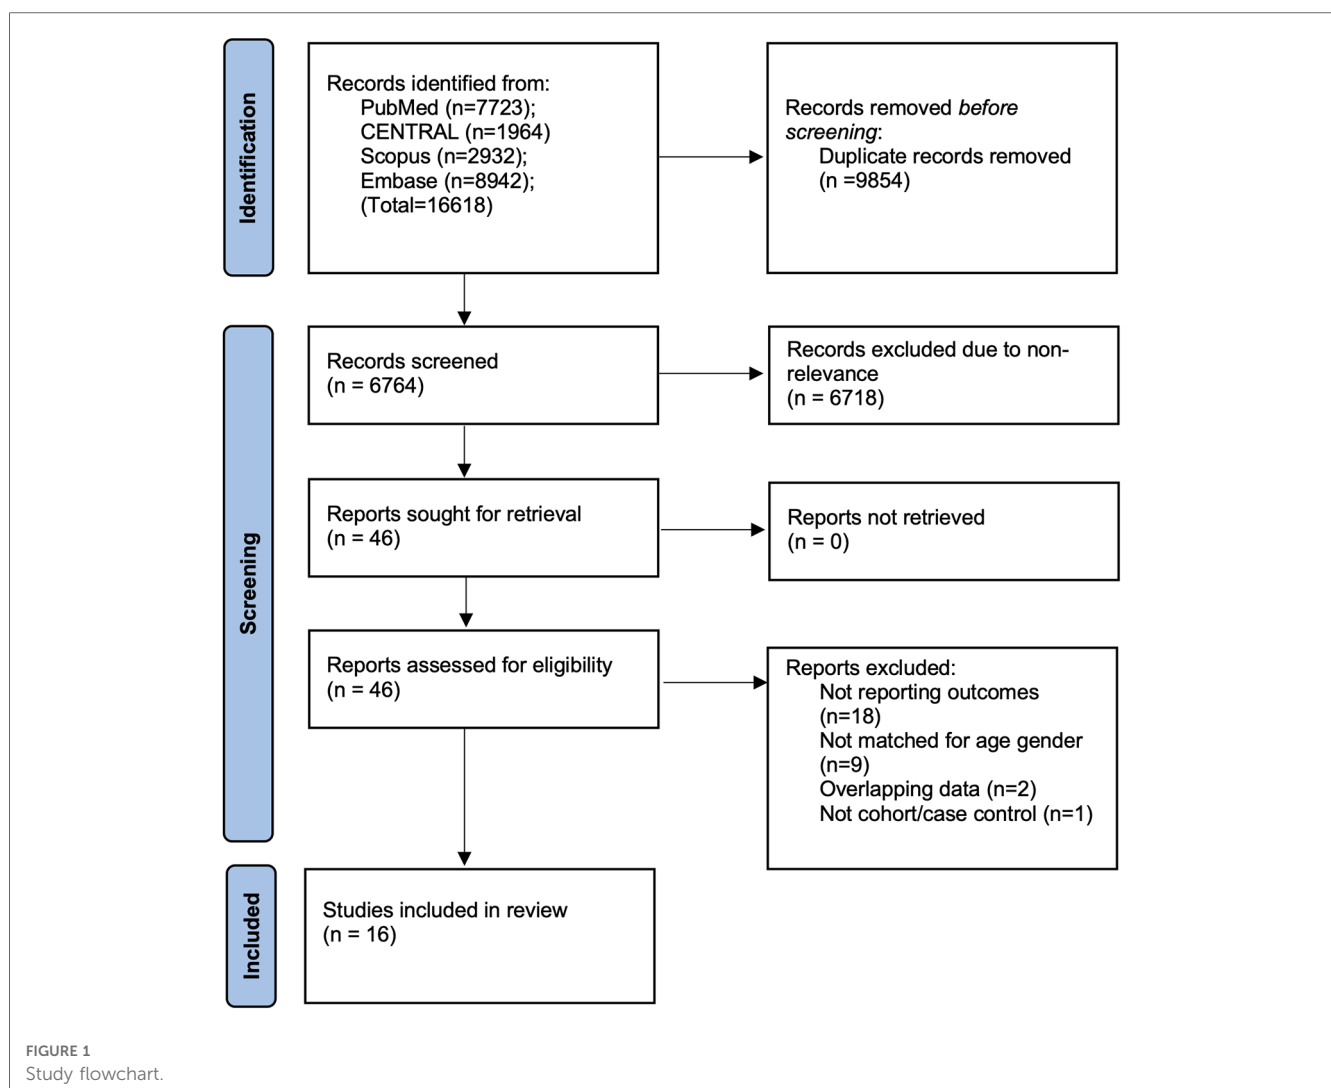 Identification
Records identified from:
PubMed (n=7723);
CENTRAL (n=1964)
Scopus (n=2932);
Embase (n=8942);
(Total=16618)
Records removed before
screening:
Duplicate records removed
(n =9854)
Screening
Records screened
(n = 6764)
Records excluded due to non-
relevance
(n = 6718)
Reports sought for retrieval
(n = 46)
Reports not retrieved
(n = 0)
Reports assessed for eligibility
(n = 46)
Reports excluded:
Not reporting outcomes
(n=18)
Not matched for age gender
(n=9)
Overlapping data (n=2)
Not cohort/case control (n=1)
Included
Studies included in review
(n = 16)
FIGURE 1
Study flowchart.